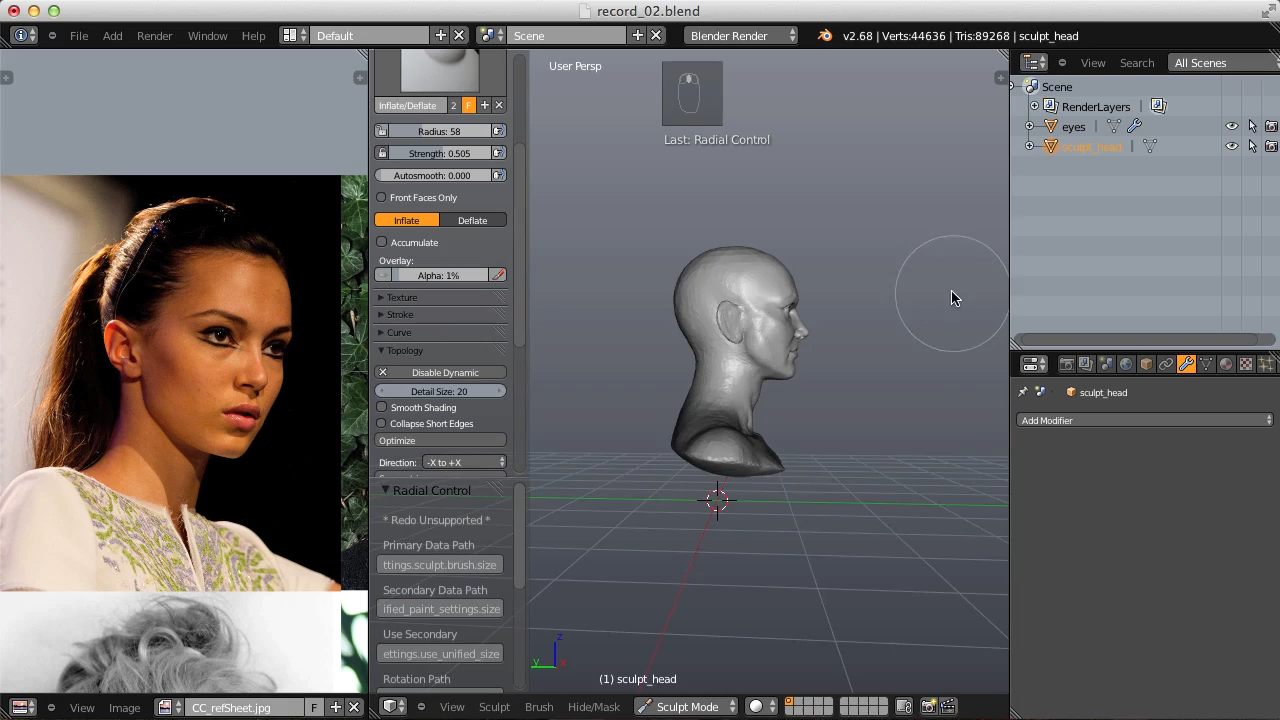 record_02.blend
File Add Render Window Help Default Scene Blender Render v2.68 | Verts:44636 | Tris:89268 | sculpt_head
Inflate/Deflate 2 F
Radius: 58
Strength: 0.505
Autosmooth: 0.000
Front Faces Only
Inflate Deflate
Accumulate
Overlay:
Alpha: 1%
Texture
Stroke
Curve
Topology
Disable Dynamic
Detail Size: 20
Smooth Shading
Collapse Short Edges
Optimize
Direction: -X to +X
Radial Control
* Redo Unsupported *
Primary Data Path
ttings.sculpt.brush.size
Secondary Data Path
ified_paint_settings.size
Use Secondary
ettings.use_unified_size
Rotation Path
User Persp
Last: Radial Control
y z x
(1) sculpt_head
View Search All Scenes
Scene
RenderLayers
eyes
sculpt_head
sculpt_head
Add Modifier
View Image CC_refSheet.jpg F
View Sculpt Brush Hide/Mask Sculpt Mode